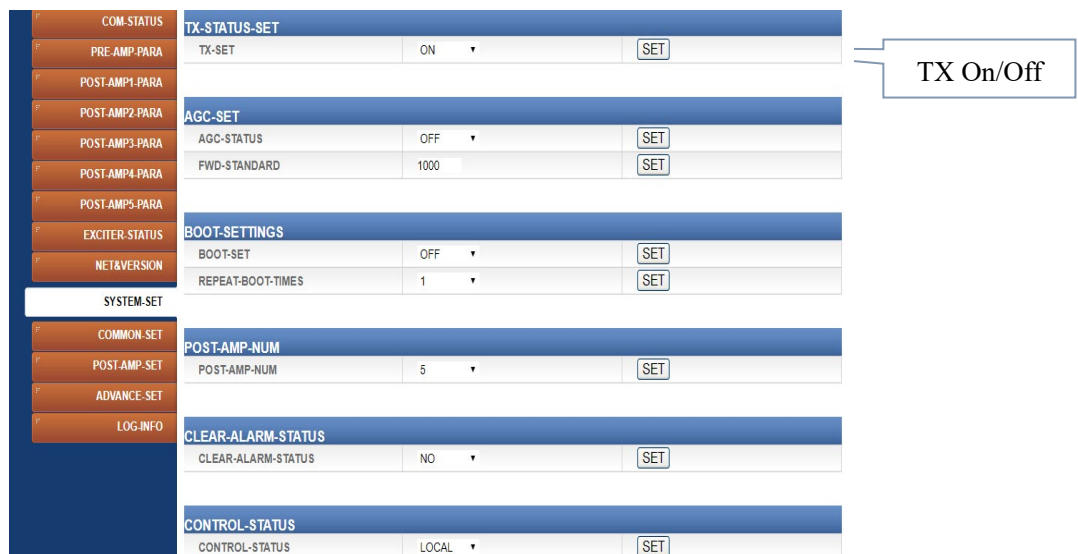 COM-STATUS
PRE-AMP-PARA
POST-AMP1-PARA
POST-AMP2-PARA
POST-AMP3-PARA
POST-AMP4-PARA
POST-AMP5-PARA
EXCITER-STATUS
NET&VERSION
SYSTEM-SET
COMMON-SET
POST-AMP-SET
ADVANCE-SET
LOG-INFO
TX-STATUS-SET
TX-SET ON SET
AGC-SET
AGC-STATUS OFF SET
FWD-STANDARD 1000 SET
BOOT-SETTINGS
BOOT-SET OFF SET
REPEAT-BOOT-TIMES 1 SET
POST-AMP-NUM
POST-AMP-NUM 5 SET
CLEAR-ALARM-STATUS
CLEAR-ALARM-STATUS NO SET
CONTROL-STATUS
CONTROL-STATUS LOCAL SET
TX On/Off